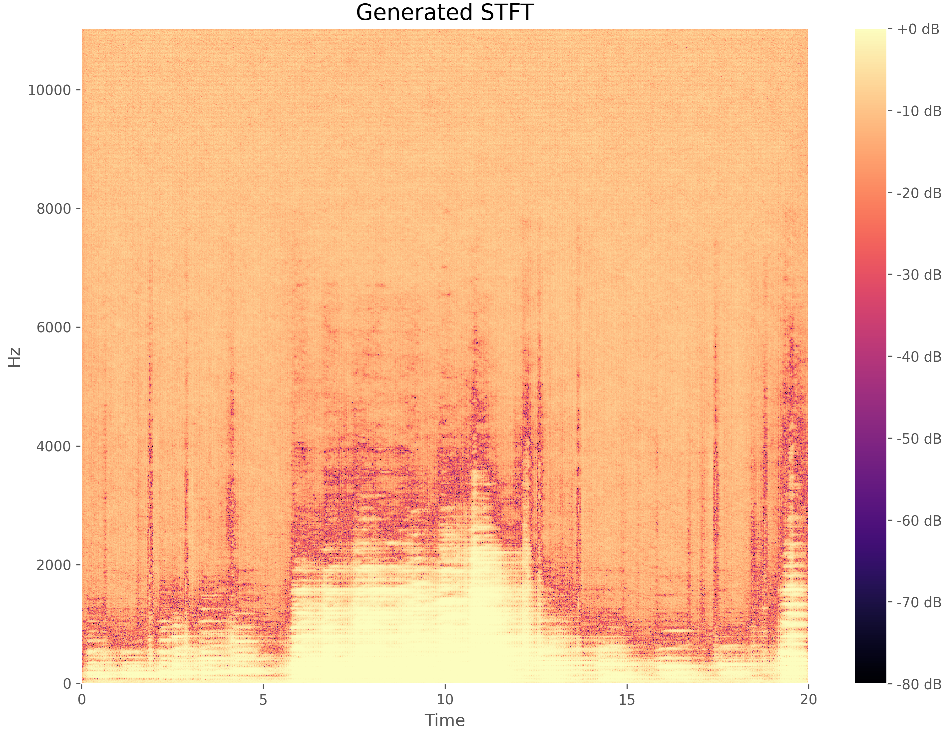 Generated STFT
Hz
10000
8000
6000
4000
2000
0
0 5 10 15 20
Time
+0 dB
-10 dB
-20 dB
-30 dB
-40 dB
-50 dB
-60 dB
-70 dB
-80 dB